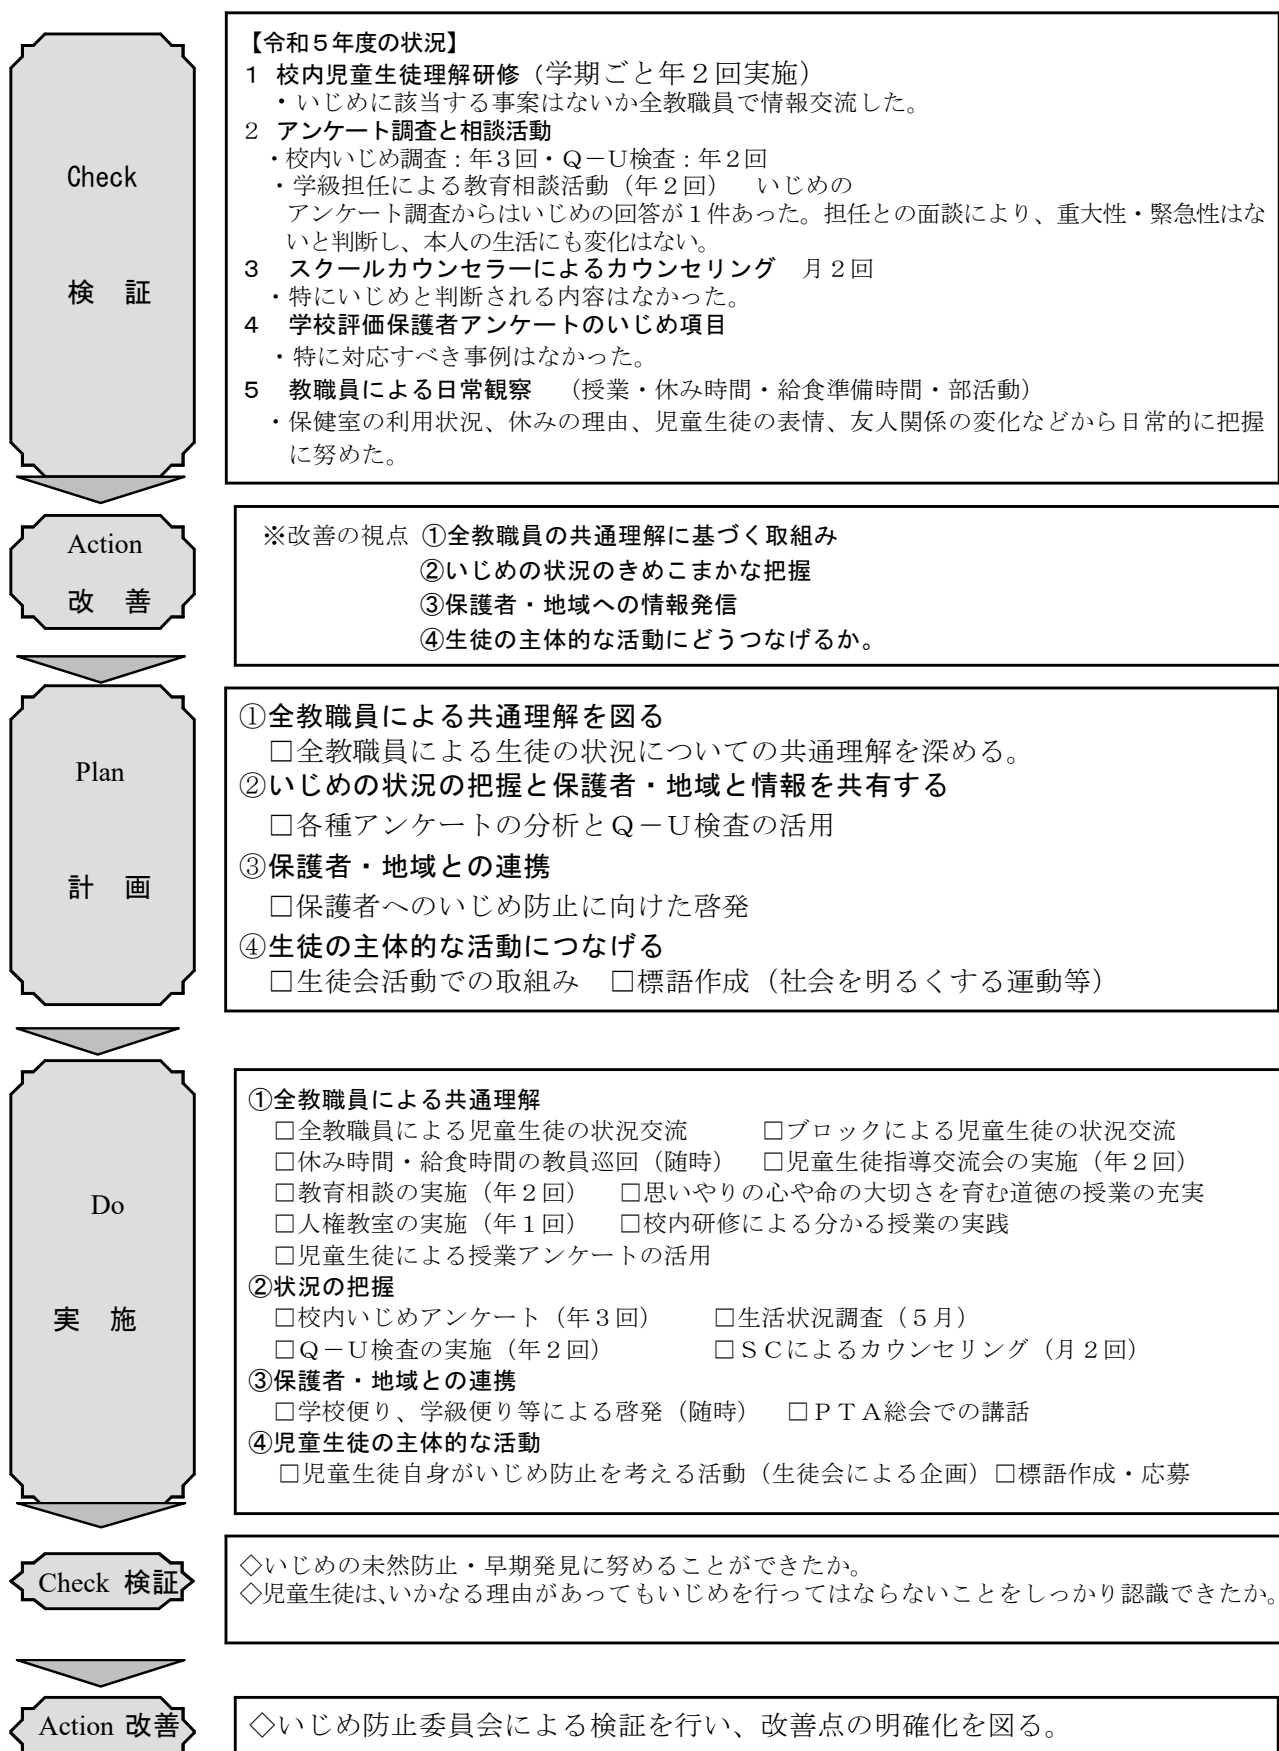 Check
検　証
【令和５年度の状況】
１ 校内児童生徒理解研修（学期ごと年２回実施）
・いじめに該当する事案はないか全教職員で情報交流した。
２ アンケート調査と相談活動
・校内いじめ調査：年３回・Ｑ－Ｕ検査：年２回
・学級担任による教育相談活動（年２回）　いじめの
アンケート調査からはいじめの回答が１件あった。担任との面談により、重大性・緊急性はな
いと判断し、本人の生活にも変化はない。
３　スクールカウンセラーによるカウンセリング　月２回
・特にいじめと判断される内容はなかった。
４　学校評価保護者アンケートのいじめ項目
・特に対応すべき事例はなかった。
５　教職員による日常観察　（授業・休み時間・給食準備時間・部活動）
・保健室の利用状況、休みの理由、児童生徒の表情、友人関係の変化などから日常的に把握
に努めた。
Action
改　善
※改善の視点 ①全教職員の共通理解に基づく取組み
②いじめの状況のきめこまかな把握
③保護者・地域への情報発信
④生徒の主体的な活動にどうつなげるか。
Plan
計　画
①全教職員による共通理解を図る
□全教職員による生徒の状況についての共通理解を深める。
②いじめの状況の把握と保護者・地域と情報を共有する
□各種アンケートの分析とＱ－Ｕ検査の活用
③保護者・地域との連携
□保護者へのいじめ防止に向けた啓発
④生徒の主体的な活動につなげる
□生徒会活動での取組み　□標語作成（社会を明るくする運動等）
Do
実　施
①全教職員による共通理解
□全教職員による児童生徒の状況交流　　　□ブロックによる児童生徒の状況交流
□休み時間・給食時間の教員巡回（随時）　□児童生徒指導交流会の実施（年２回）
□教育相談の実施（年２回）　□思いやりの心や命の大切さを育む道徳の授業の充実
□人権教室の実施（年１回）　□校内研修による分かる授業の実践
□児童生徒による授業アンケートの活用
②状況の把握
□校内いじめアンケート（年３回）　　　□生活状況調査（５月）
□Ｑ－Ｕ検査の実施（年２回）　　　　　□ＳＣによるカウンセリング（月２回）
③保護者・地域との連携
□学校便り、学級便り等による啓発（随時）　□ＰＴＡ総会での講話
④児童生徒の主体的な活動
□児童生徒自身がいじめ防止を考える活動（生徒会による企画）□標語作成・応募
Check 検証
◇いじめの未然防止・早期発見に努めることができたか。
◇児童生徒は、いかなる理由があってもいじめを行ってはならないことをしっかり認識できたか。
Action 改善
◇いじめ防止委員会による検証を行い、改善点の明確化を図る。